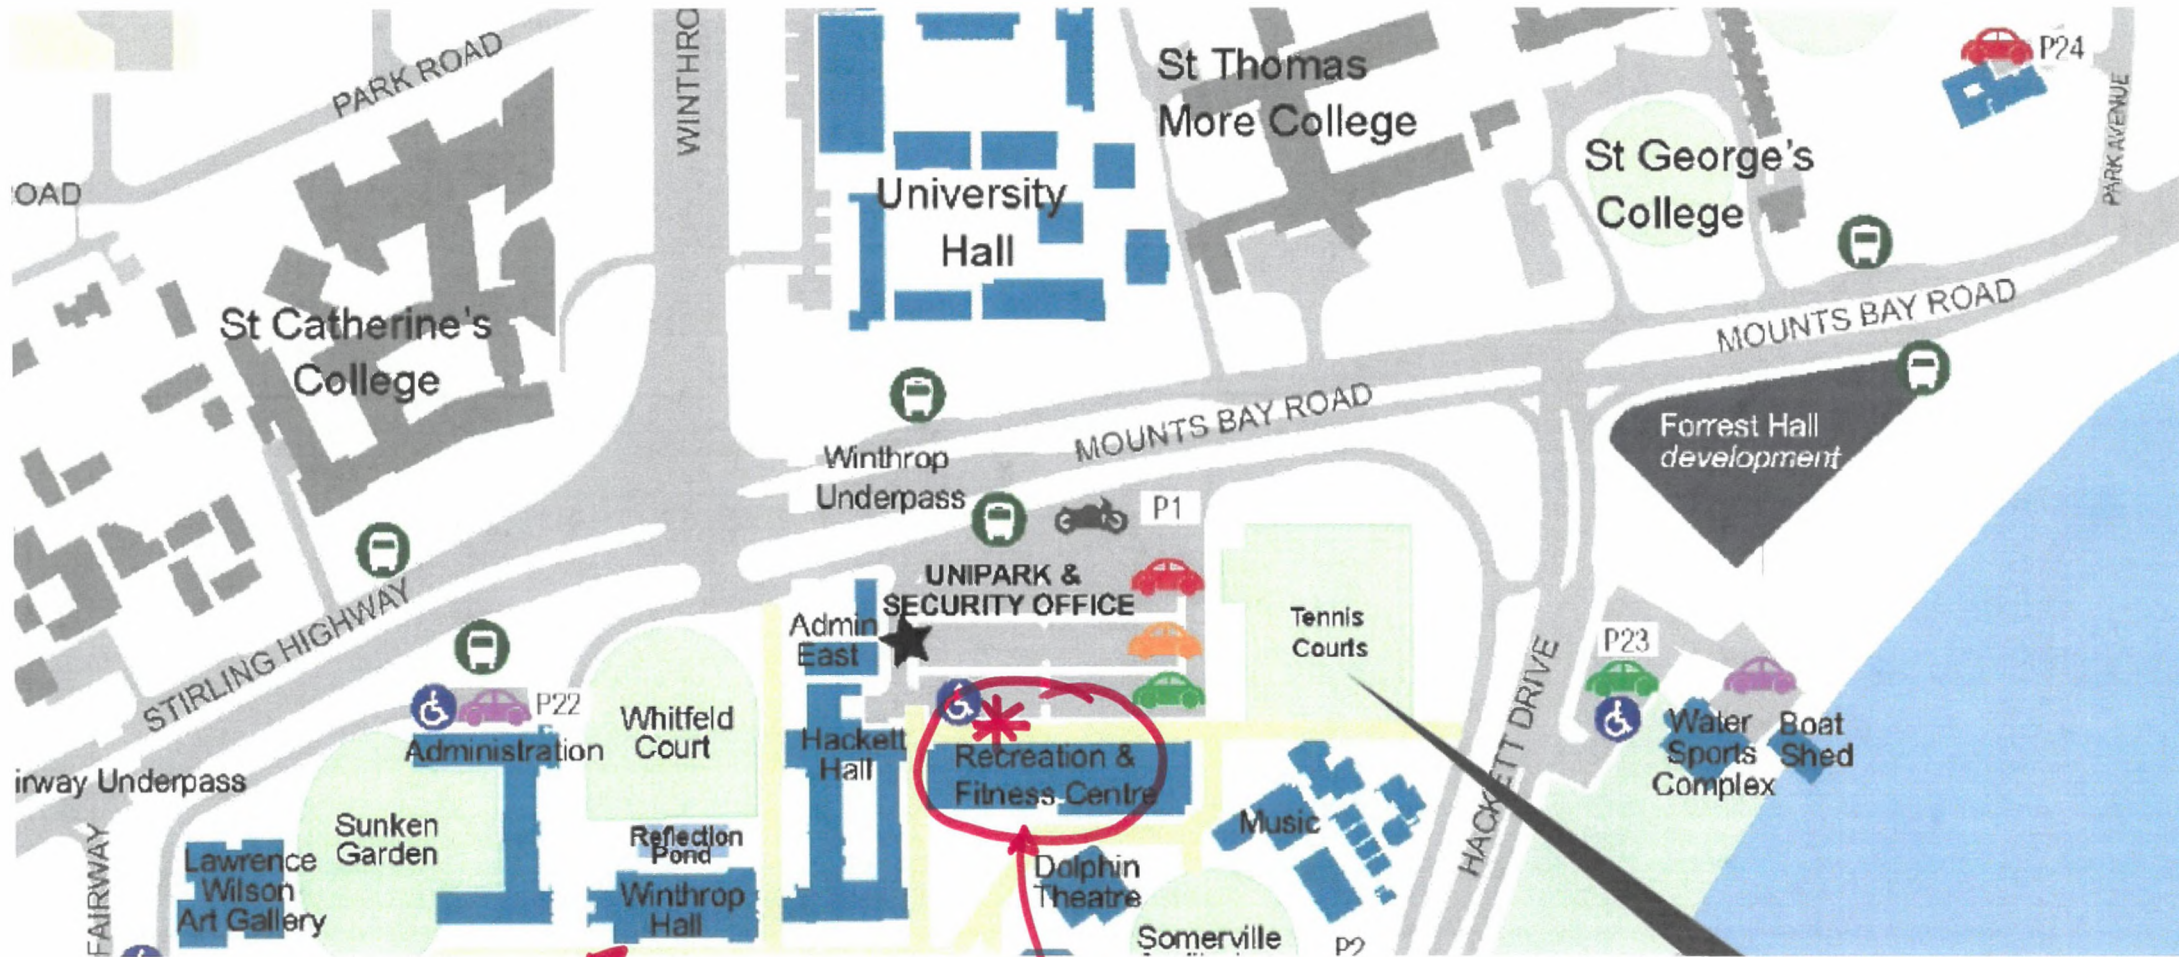 PARK ROAD
WINTHRO
St Thomas
More College
P24
PARK AVENUE
OAD
University
Hall
St George's
College
St Catherine's
College
MOUNTS BAY ROAD
MOUNTS BAY ROAD
Forrest Hall
development
Winthrop
Underpass
P1
UNIPARK &
SECURITY OFFICE
Admin
East
Tennis
Courts
STIRLING HIGHWAY
P22
Administration
Whitfeld
Court
Hackett
Hall
Recreation &
Fitness Centre
HACKETT DRIVE
P23
Water
Sports
Complex
Boat
Shed
irway Underpass
Sunken
Garden
Reflection
Pond
Music
FAIRWAY
Lawrence
Wilson
Art Gallery
Winthrop
Hall
Dolphin
Theatre
Somerville
P2